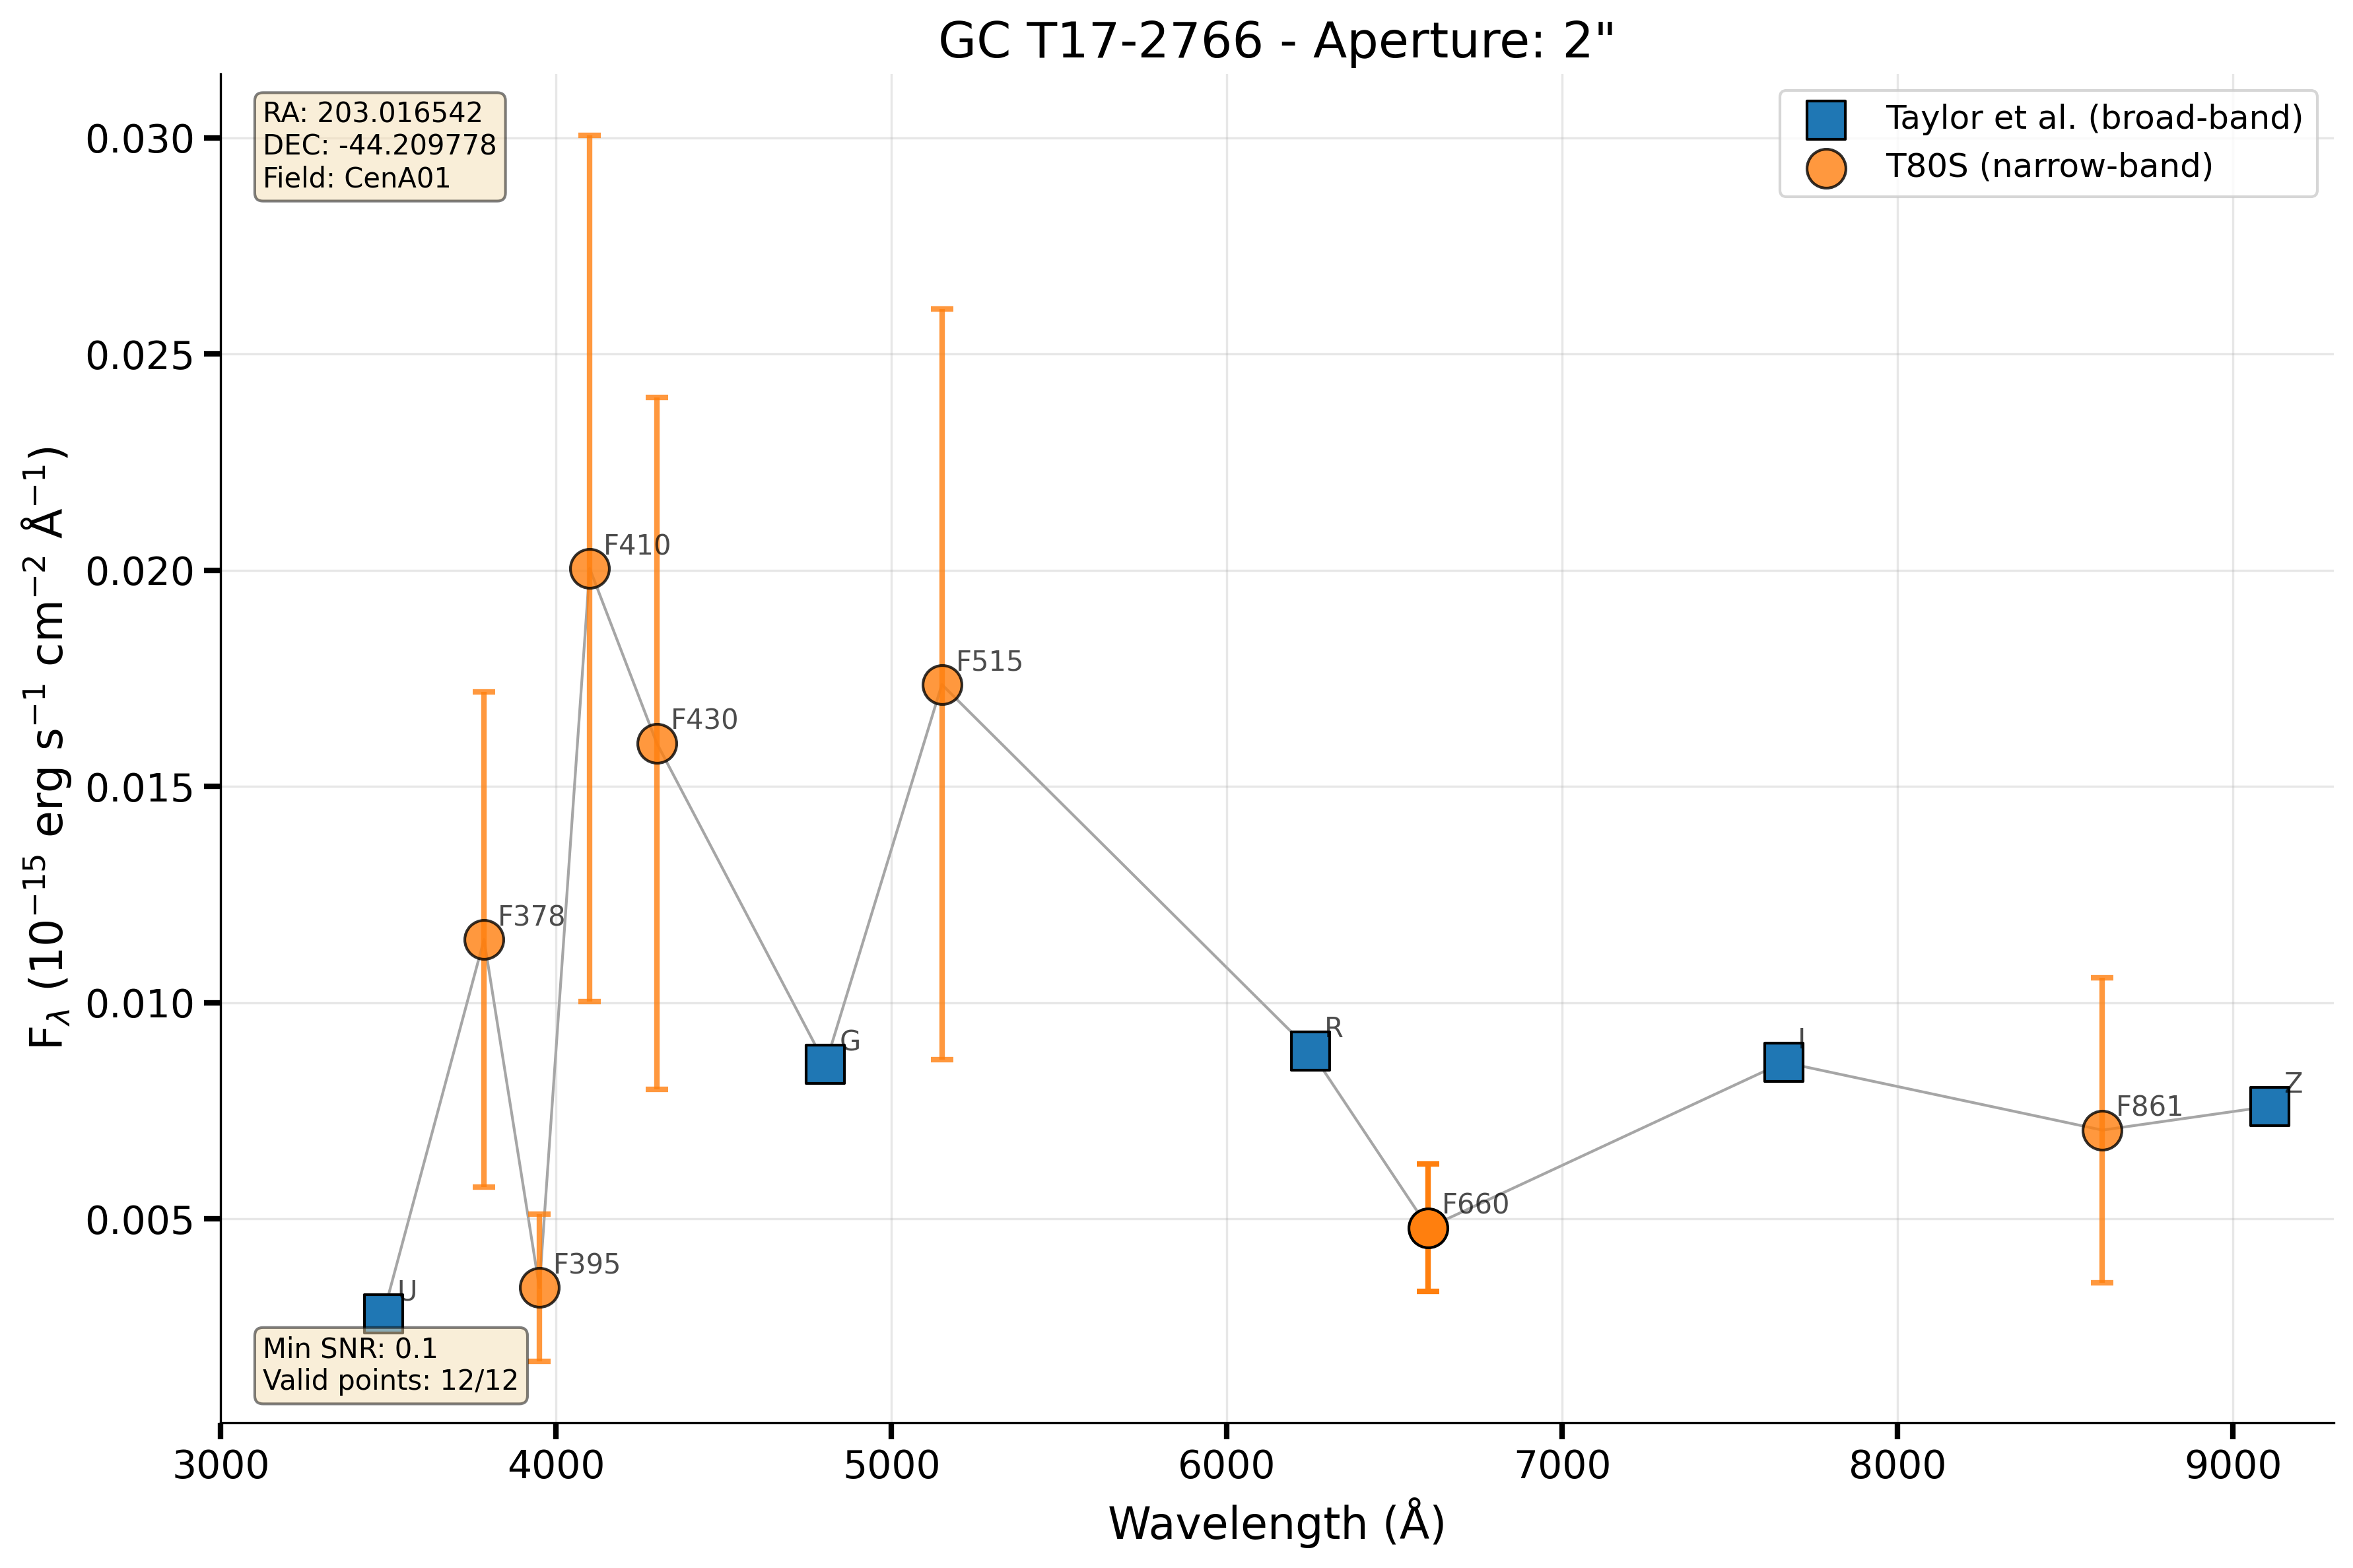 GC T17-2766 - Aperture: 2"
RA: 203.016542
DEC: -44.209778
Field: CenA01
Taylor et al. (broad-band)
T80S (narrow-band)
0.030
0.025
0.020
0.015
0.010
0.005
F_λ (10⁻¹⁵ erg s⁻¹ cm⁻² Å⁻¹)
F410
F430
F515
F378
G
R
I
Z
F861
F660
F395
U
Min SNR: 0.1
Valid points: 12/12
3000 4000 5000 6000 7000 8000 9000
Wavelength (Å)